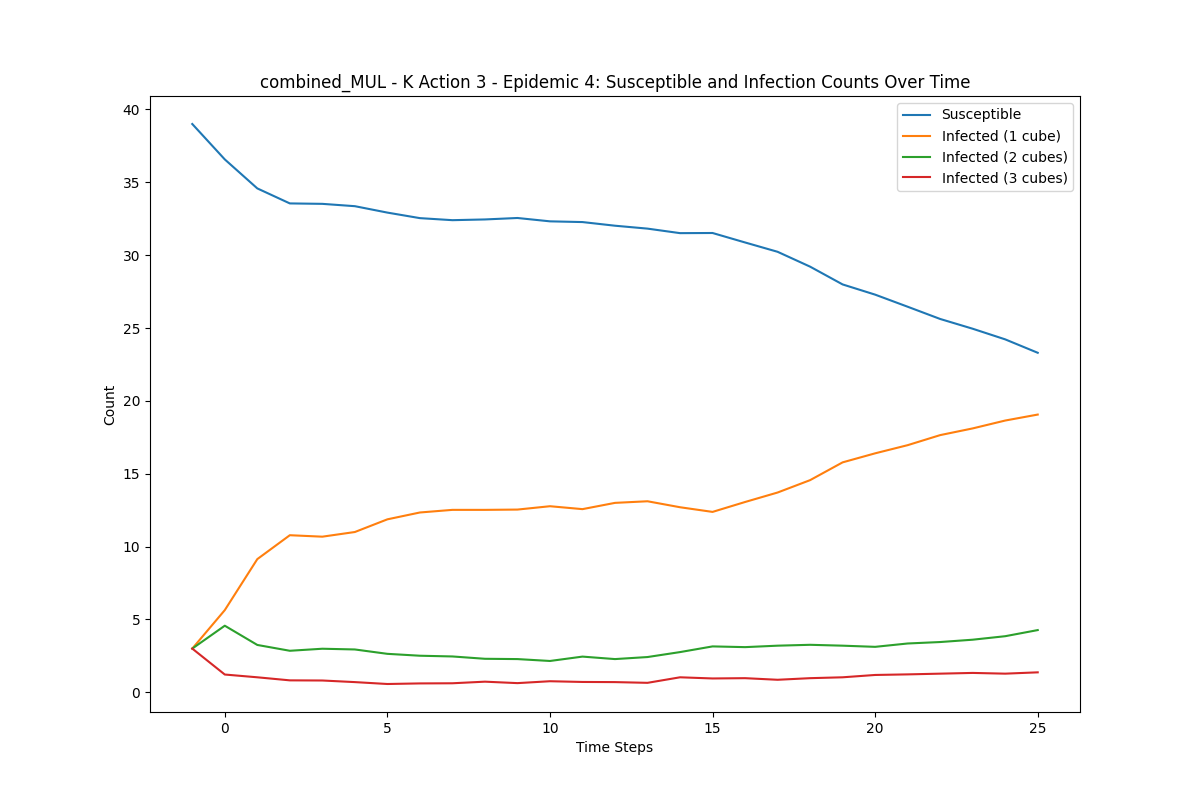 combined_MUL - K Action 3 - Epidemic 4: Susceptible and Infection Counts Over Time
Susceptible
Infected (1 cube)
Infected (2 cubes)
Infected (3 cubes)
Count
40
35
30
25
20
15
10
5
0
0 5 10 15 20 25
Time Steps